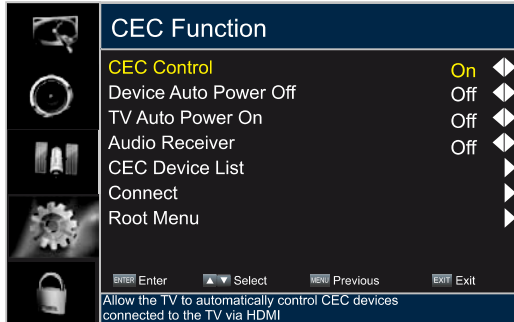 CEC Function
CEC Control On
Device Auto Power Off Off
TV Auto Power On Off
Audio Receiver Off
CEC Device List
Connect
Root Menu
ENTER Enter Select MENU Previous EXIT Exit
Allow the TV to automatically control CEC devices
connected to the TV via HDMI